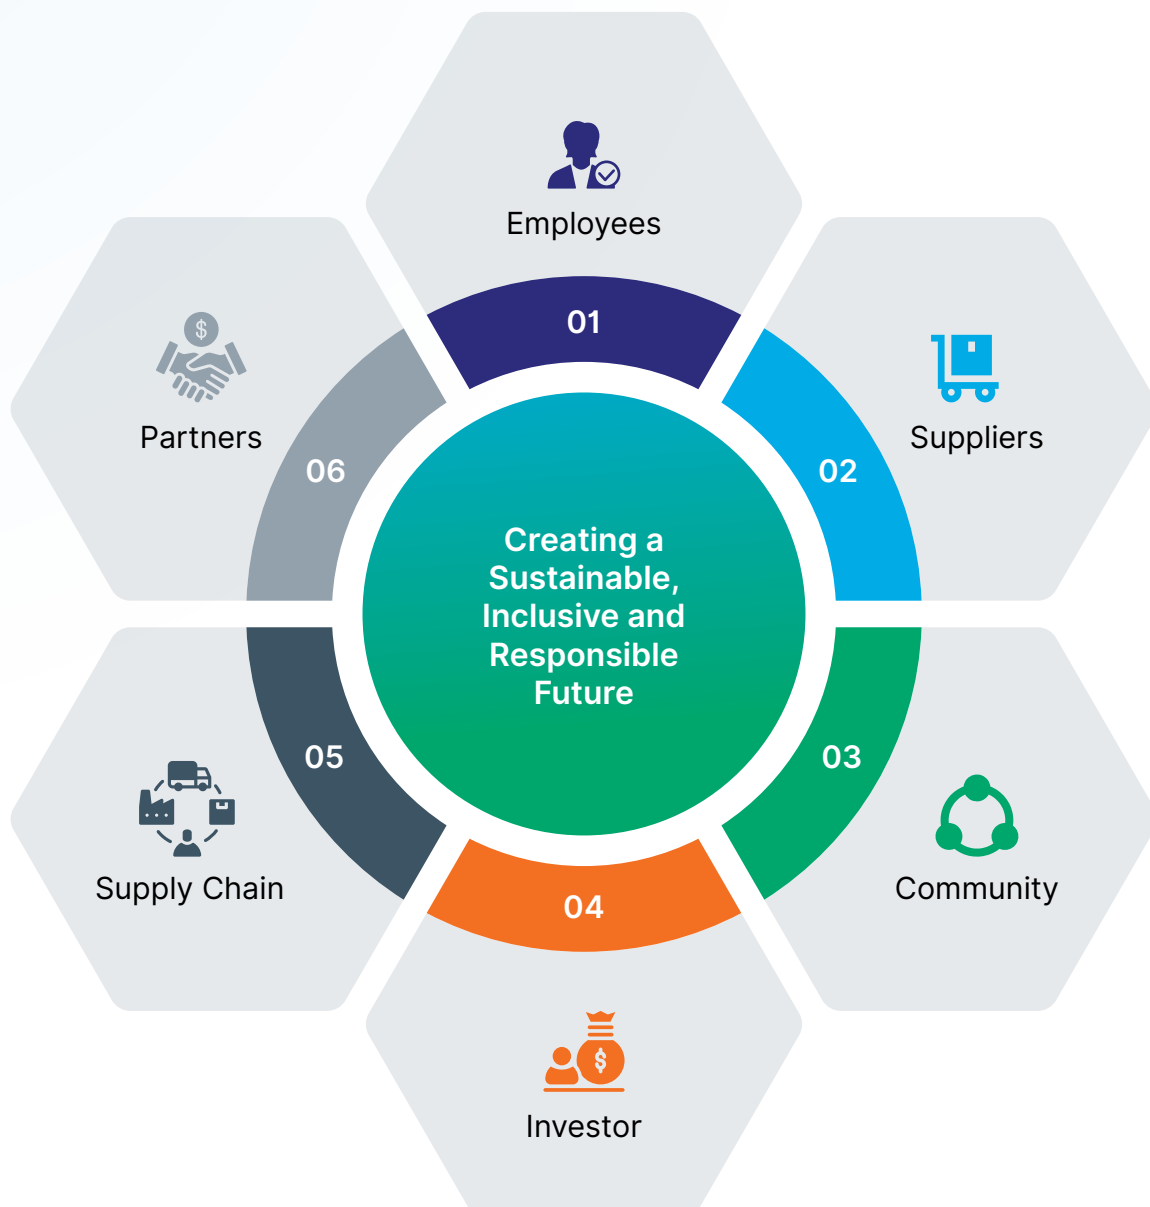 Employees
01
Suppliers
02
03
Community
04
Investor
05
Supply Chain
Partners
06
Creating a
Sustainable,
Inclusive and
Responsible
Future